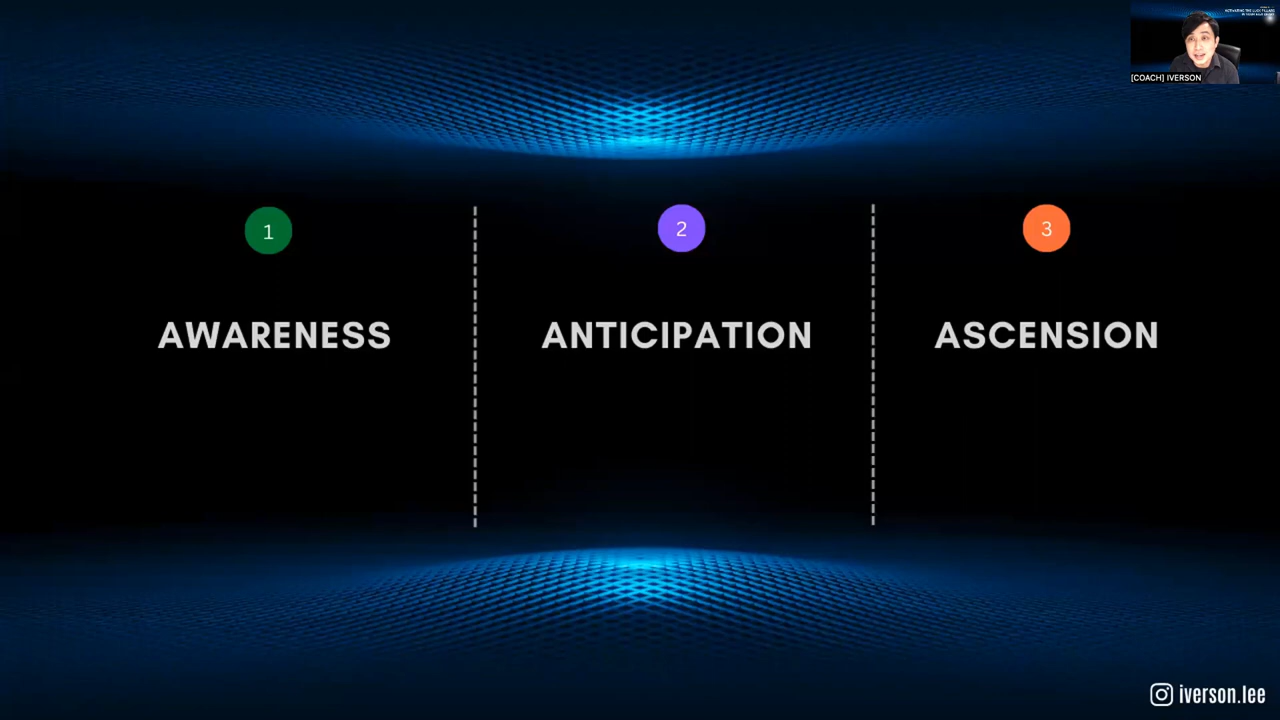 [COACH] IVERSON
1
2
3
AWARENESS
ANTICIPATION
ASCENSION
iverson.lee